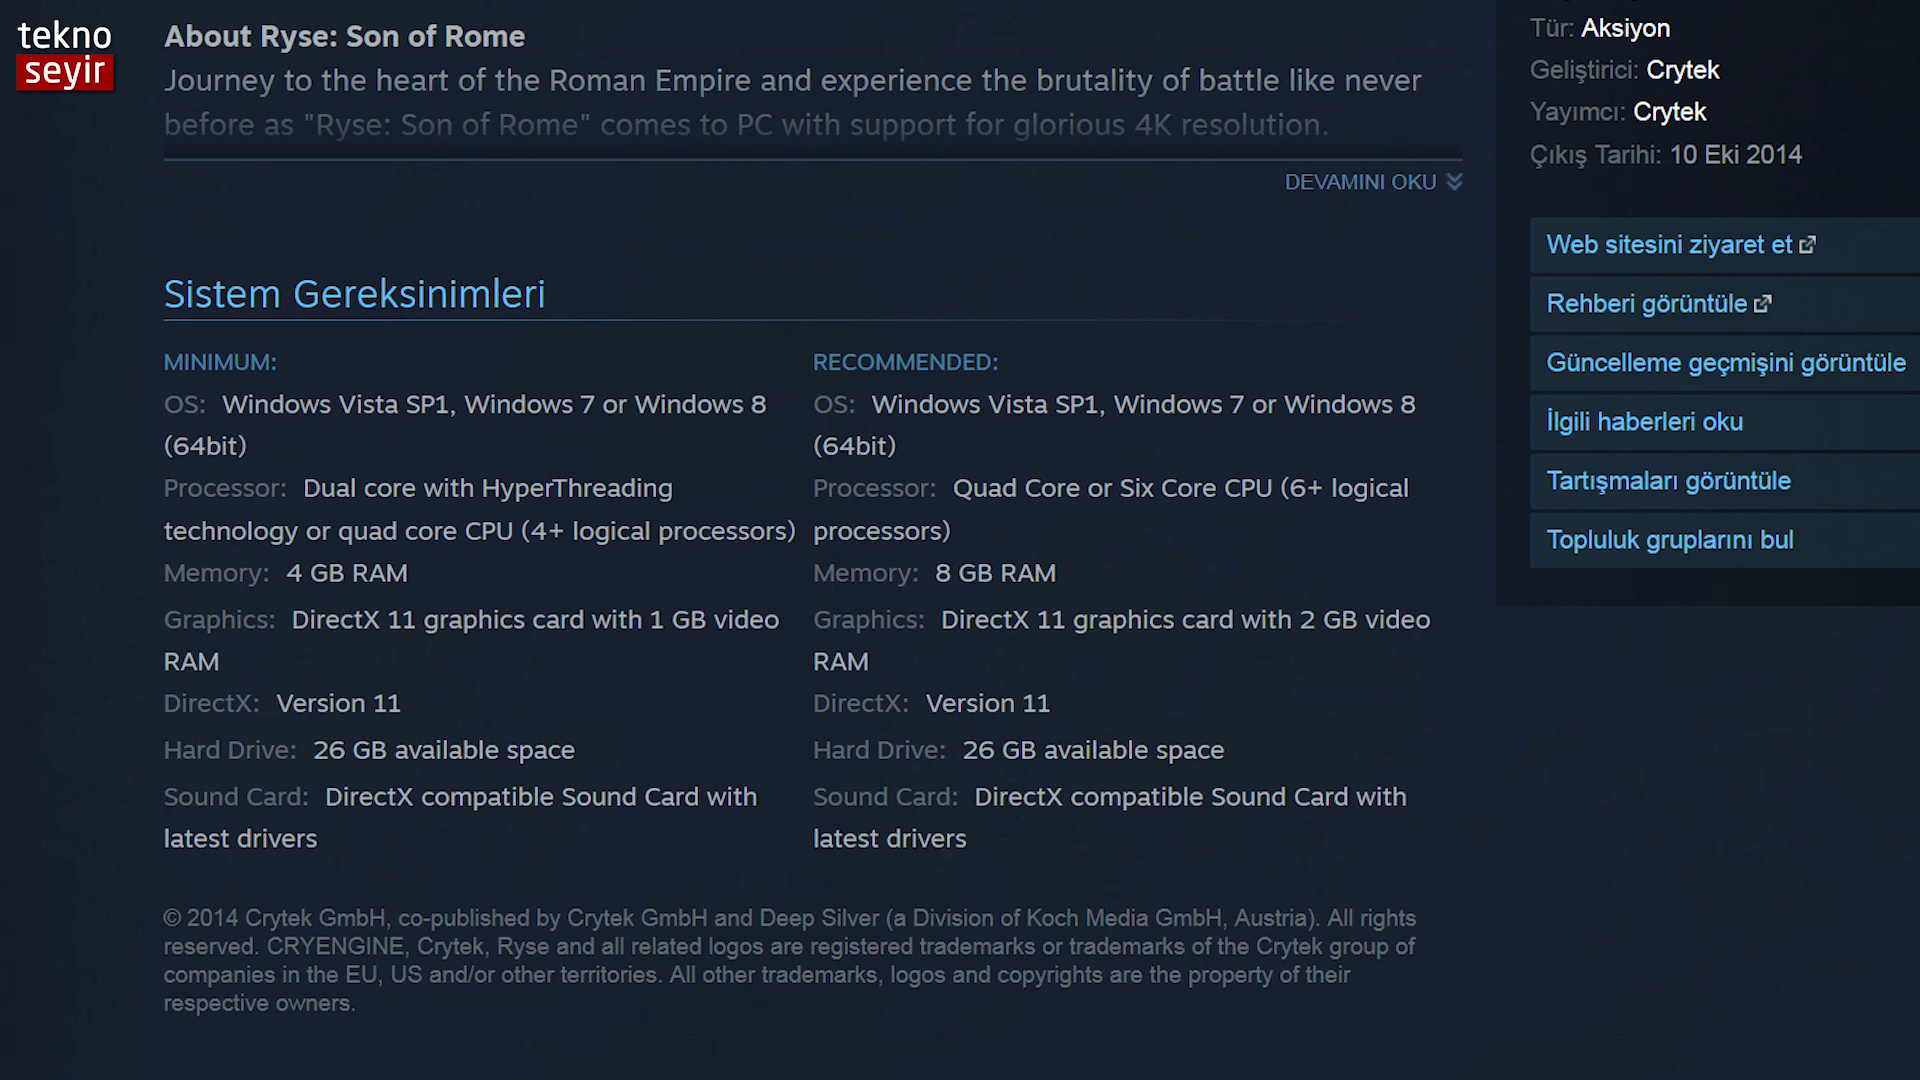 tekno
seyir
About Ryse: Son of Rome
Journey to the heart of the Roman Empire and experience the brutality of battle like never
before as "Ryse: Son of Rome" comes to PC with support for glorious 4K resolution.
DEVAMINI OKU
Sistem Gereksinimleri
MINIMUM:
OS: Windows Vista SP1, Windows 7 or Windows 8
(64bit)
Processor: Dual core with HyperThreading
technology or quad core CPU (4+ logical processors)
Memory: 4 GB RAM
Graphics: DirectX 11 graphics card with 1 GB video
RAM
DirectX: Version 11
Hard Drive: 26 GB available space
Sound Card: DirectX compatible Sound Card with
latest drivers
RECOMMENDED:
OS: Windows Vista SP1, Windows 7 or Windows 8
(64bit)
Processor: Quad Core or Six Core CPU (6+ logical
processors)
Memory: 8 GB RAM
Graphics: DirectX 11 graphics card with 2 GB video
RAM
DirectX: Version 11
Hard Drive: 26 GB available space
Sound Card: DirectX compatible Sound Card with
latest drivers
© 2014 Crytek GmbH, co-published by Crytek GmbH and Deep Silver (a Division of Koch Media GmbH, Austria). All rights
reserved. CRYENGINE, Crytek, Ryse and all related logos are registered trademarks or trademarks of the Crytek group of
companies in the EU, US and/or other territories. All other trademarks, logos and copyrights are the property of their
respective owners.
Tür: Aksiyon
Geliştirici: Crytek
Yayımcı: Crytek
Çıkış Tarihi: 10 Eki 2014
Web sitesini ziyaret et
Rehberi görüntüle
Güncelleme geçmişini görüntüle
İlgili haberleri oku
Tartışmaları görüntüle
Topluluk gruplarını bul